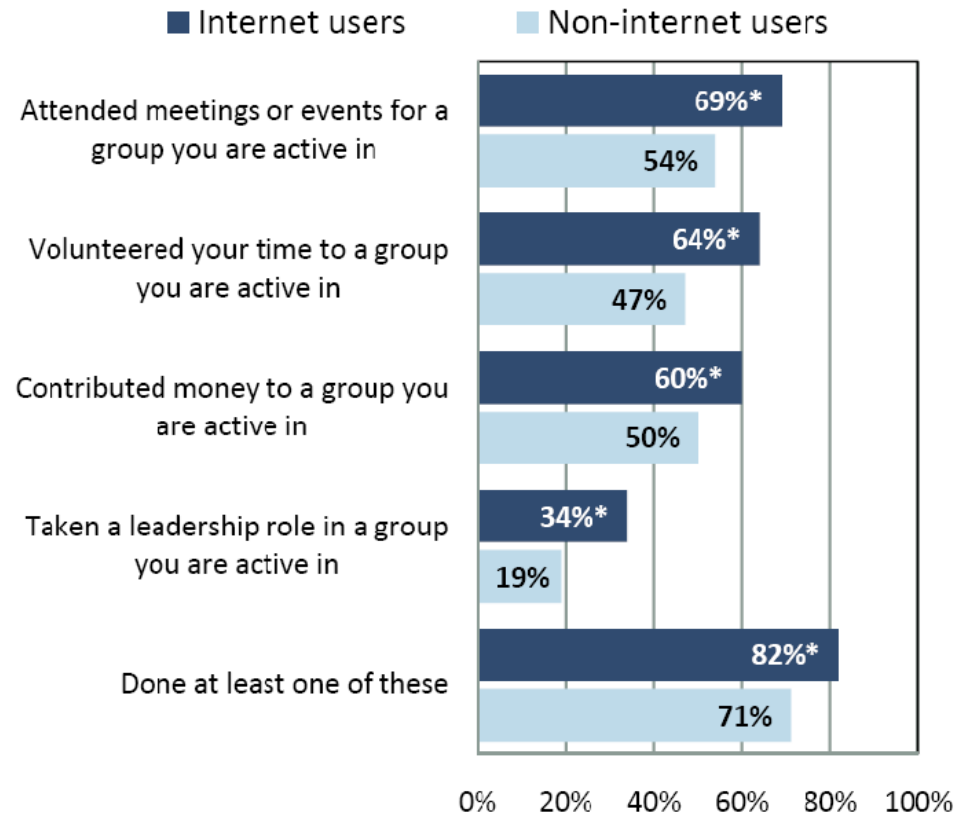 Internet users Non-internet users
Attended meetings or events for a
group you are active in
69%*
54%
Volunteered your time to a group
you are active in
64%*
47%
Contributed money to a group you
are active in
60%*
50%
Taken a leadership role in a group
you are active in
34%*
19%
Done at least one of these
82%*
71%
0% 20% 40% 60% 80% 100%